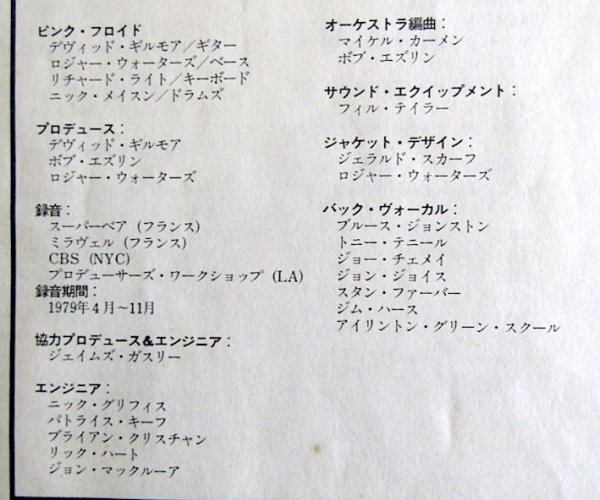 ピンク・フロイド
デヴィッド・ギルモア／ギター
ロジャー・ウォーターズ／ベース
リチャード・ライト／キーボード
ニック・メイスン／ドラムズ
プロデュース：
デヴィッド・ギルモア
ボブ・エズリン
ロジャー・ウォーターズ
録音：
スーパーベア（フランス）
ミラヴェル（フランス）
CBS（NYC）
プロデューサーズ・ワークショップ（LA）
録音期間：
1979年４月～11月
協力プロデュース＆エンジニア：
ジェイムズ・ガスリー
エンジニア：
ニック・グリフィス
パトライス・キーフ
ブライアン・クリスチャン
リック・ハート
ジョン・マックルーア
オーケストラ編曲：
マイケル・カーメン
ボブ・エズリン
サウンド・エクイップメント：
フィル・テイラー
ジャケット・デザイン：
ジェラルド・スカーフ
ロジャー・ウォーターズ
バック・ヴォーカル：
ブルース・ジョンストン
トニー・テニール
ジョー・チェメイ
ジョン・ジョイス
スタン・ファーバー
ジム・ハース
アイリントン・グリーン・スクール